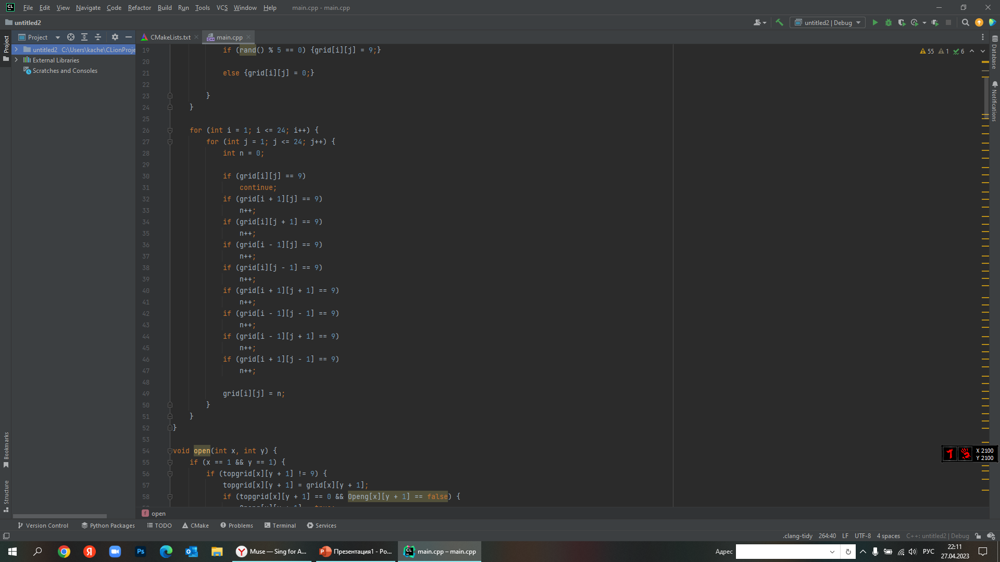 File Edit View Navigate Code Refactor Build Run Tools VCS Window Help main.cpp - main.cpp
untitled2
untitled2 | Debug
Project
CMakeLists.txt
main.cpp
untitled2 C:\Users\kache\CLionProje
External Libraries
Scratches and Consoles
Project
Bookmarks
Structure
Database
Notifications
55 1 6
19 if (rand() % 5 == 0) {grid[i][j] = 9;}
20
21 else {grid[i][j] = 0;}
22
23 }
24 }
25
26 for (int i = 1; i <= 24; i++) {
27 for (int j = 1; j <= 24; j++) {
28 int n = 0;
29
30 if (grid[i][j] == 9)
31 continue;
32 if (grid[i + 1][j] == 9)
33 n++;
34 if (grid[i][j + 1] == 9)
35 n++;
36 if (grid[i - 1][j] == 9)
37 n++;
38 if (grid[i][j - 1] == 9)
39 n++;
40 if (grid[i + 1][j + 1] == 9)
41 n++;
42 if (grid[i - 1][j - 1] == 9)
43 n++;
44 if (grid[i - 1][j + 1] == 9)
45 n++;
46 if (grid[i + 1][j - 1] == 9)
47 n++;
48
49 grid[i][j] = n;
50 }
51 }
52 }
53
54 void open(int x, int y) {
55 if (x == 1 && y == 1) {
56 if (topgrid[x][y + 1] != 9) {
57 topgrid[x][y + 1] = grid[x][y + 1];
58 if (topgrid[x][y + 1] == 0 && Openg[x][y + 1] == false) {
X 2100
Y 2100
f open
Version Control Python Packages TODO CMake Problems Terminal Services
.clang-tidy 264:40 LF UTF-8 4 spaces C++: untitled2 | Debug
Muse — Sing for A...
Презентация1 - Po...
main.cpp – main.cpp
Адрес
РУС
22:11
27.04.2023